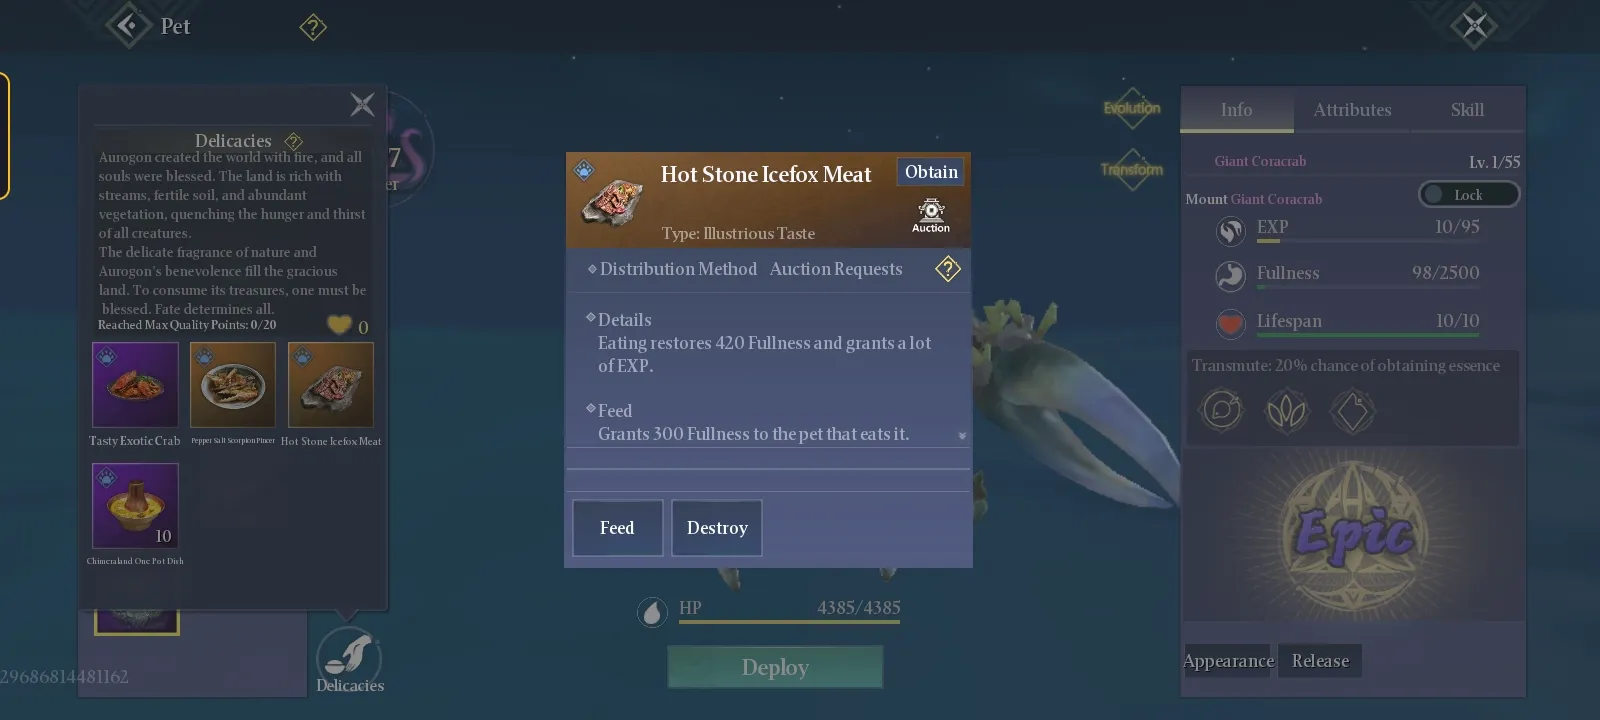 Pet
?
Delicacies
?
Aurogon created the world with fire, and all
souls were blessed. The land is rich with
streams, fertile soil, and abundant
vegetation, quenching the hunger and thirst
of all creatures.
The delicate fragrance of nature and
Aurogon's benevolence fill the gracious
land. To consume its treasures, one must be
blessed. Fate determines all.
Reached Max Quality Points: 0/20
0
Tasty Exotic Crab
Pepper Salt Scorpion Pincer
Hot Stone Icefox Meat
10
Chimeraland One Pot Dish
29686814481162
Delicacies
7
er
Hot Stone Icefox Meat
Obtain
Type: Illustrious Taste
Auction
Distribution Method Auction Requests
?
Details
Eating restores 420 Fullness and grants a lot
of EXP.
Feed
Grants 300 Fullness to the pet that eats it.
Feed
Destroy
HP
4385/4385
Deploy
Evolution
Transform
Info
Attributes
Skill
Giant Coracrab
Lv. 1/55
Mount Giant Coracrab
Lock
EXP
10/95
Fullness
98/2500
Lifespan
10/10
Transmute: 20% chance of obtaining essence
Epic
Appearance
Release